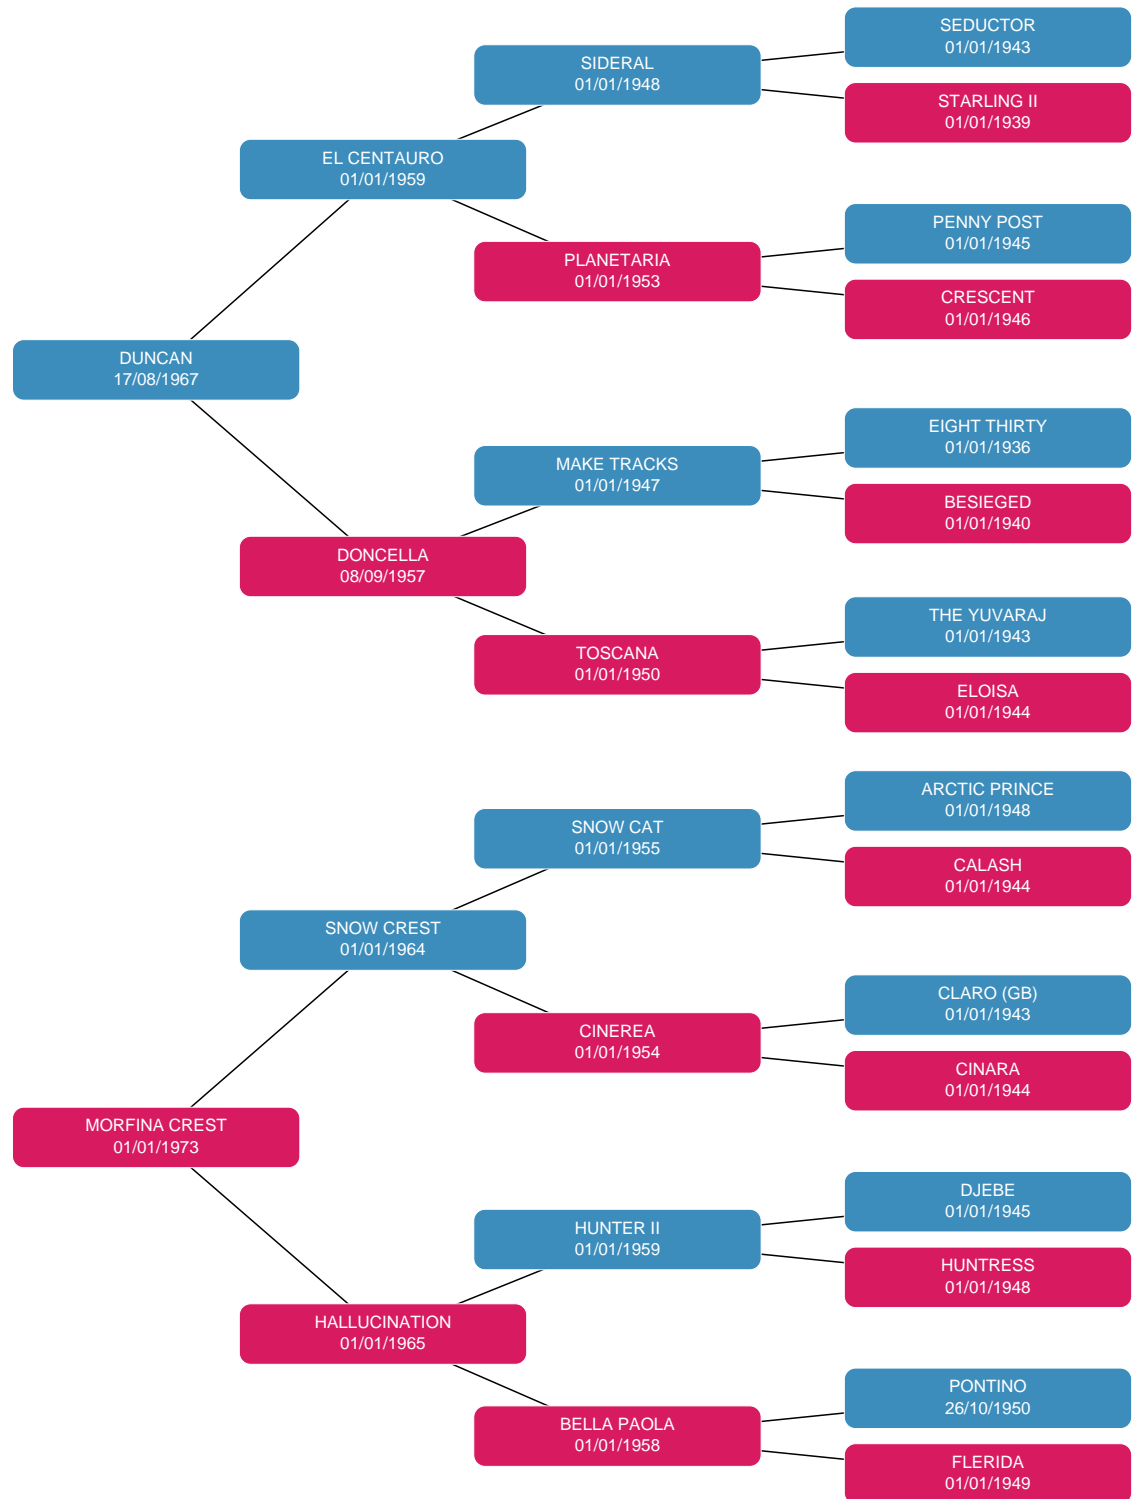 SEDUCTOR
01/01/1943
SIDERAL
01/01/1948
STARLING II
01/01/1939
EL CENTAURO
01/01/1959
PENNY POST
01/01/1945
PLANETARIA
01/01/1953
CRESCENT
01/01/1946
DUNCAN
17/08/1967
EIGHT THIRTY
01/01/1936
MAKE TRACKS
01/01/1947
BESIEGED
01/01/1940
DONCELLA
08/09/1957
THE YUVARAJ
01/01/1943
TOSCANA
01/01/1950
ELOISA
01/01/1944
ARCTIC PRINCE
01/01/1948
SNOW CAT
01/01/1955
CALASH
01/01/1944
SNOW CREST
01/01/1964
CLARO (GB)
01/01/1943
CINEREA
01/01/1954
CINARA
01/01/1944
MORFINA CREST
01/01/1973
DJEBE
01/01/1945
HUNTER II
01/01/1959
HUNTRESS
01/01/1948
HALLUCINATION
01/01/1965
PONTINO
26/10/1950
BELLA PAOLA
01/01/1958
FLERIDA
01/01/1949